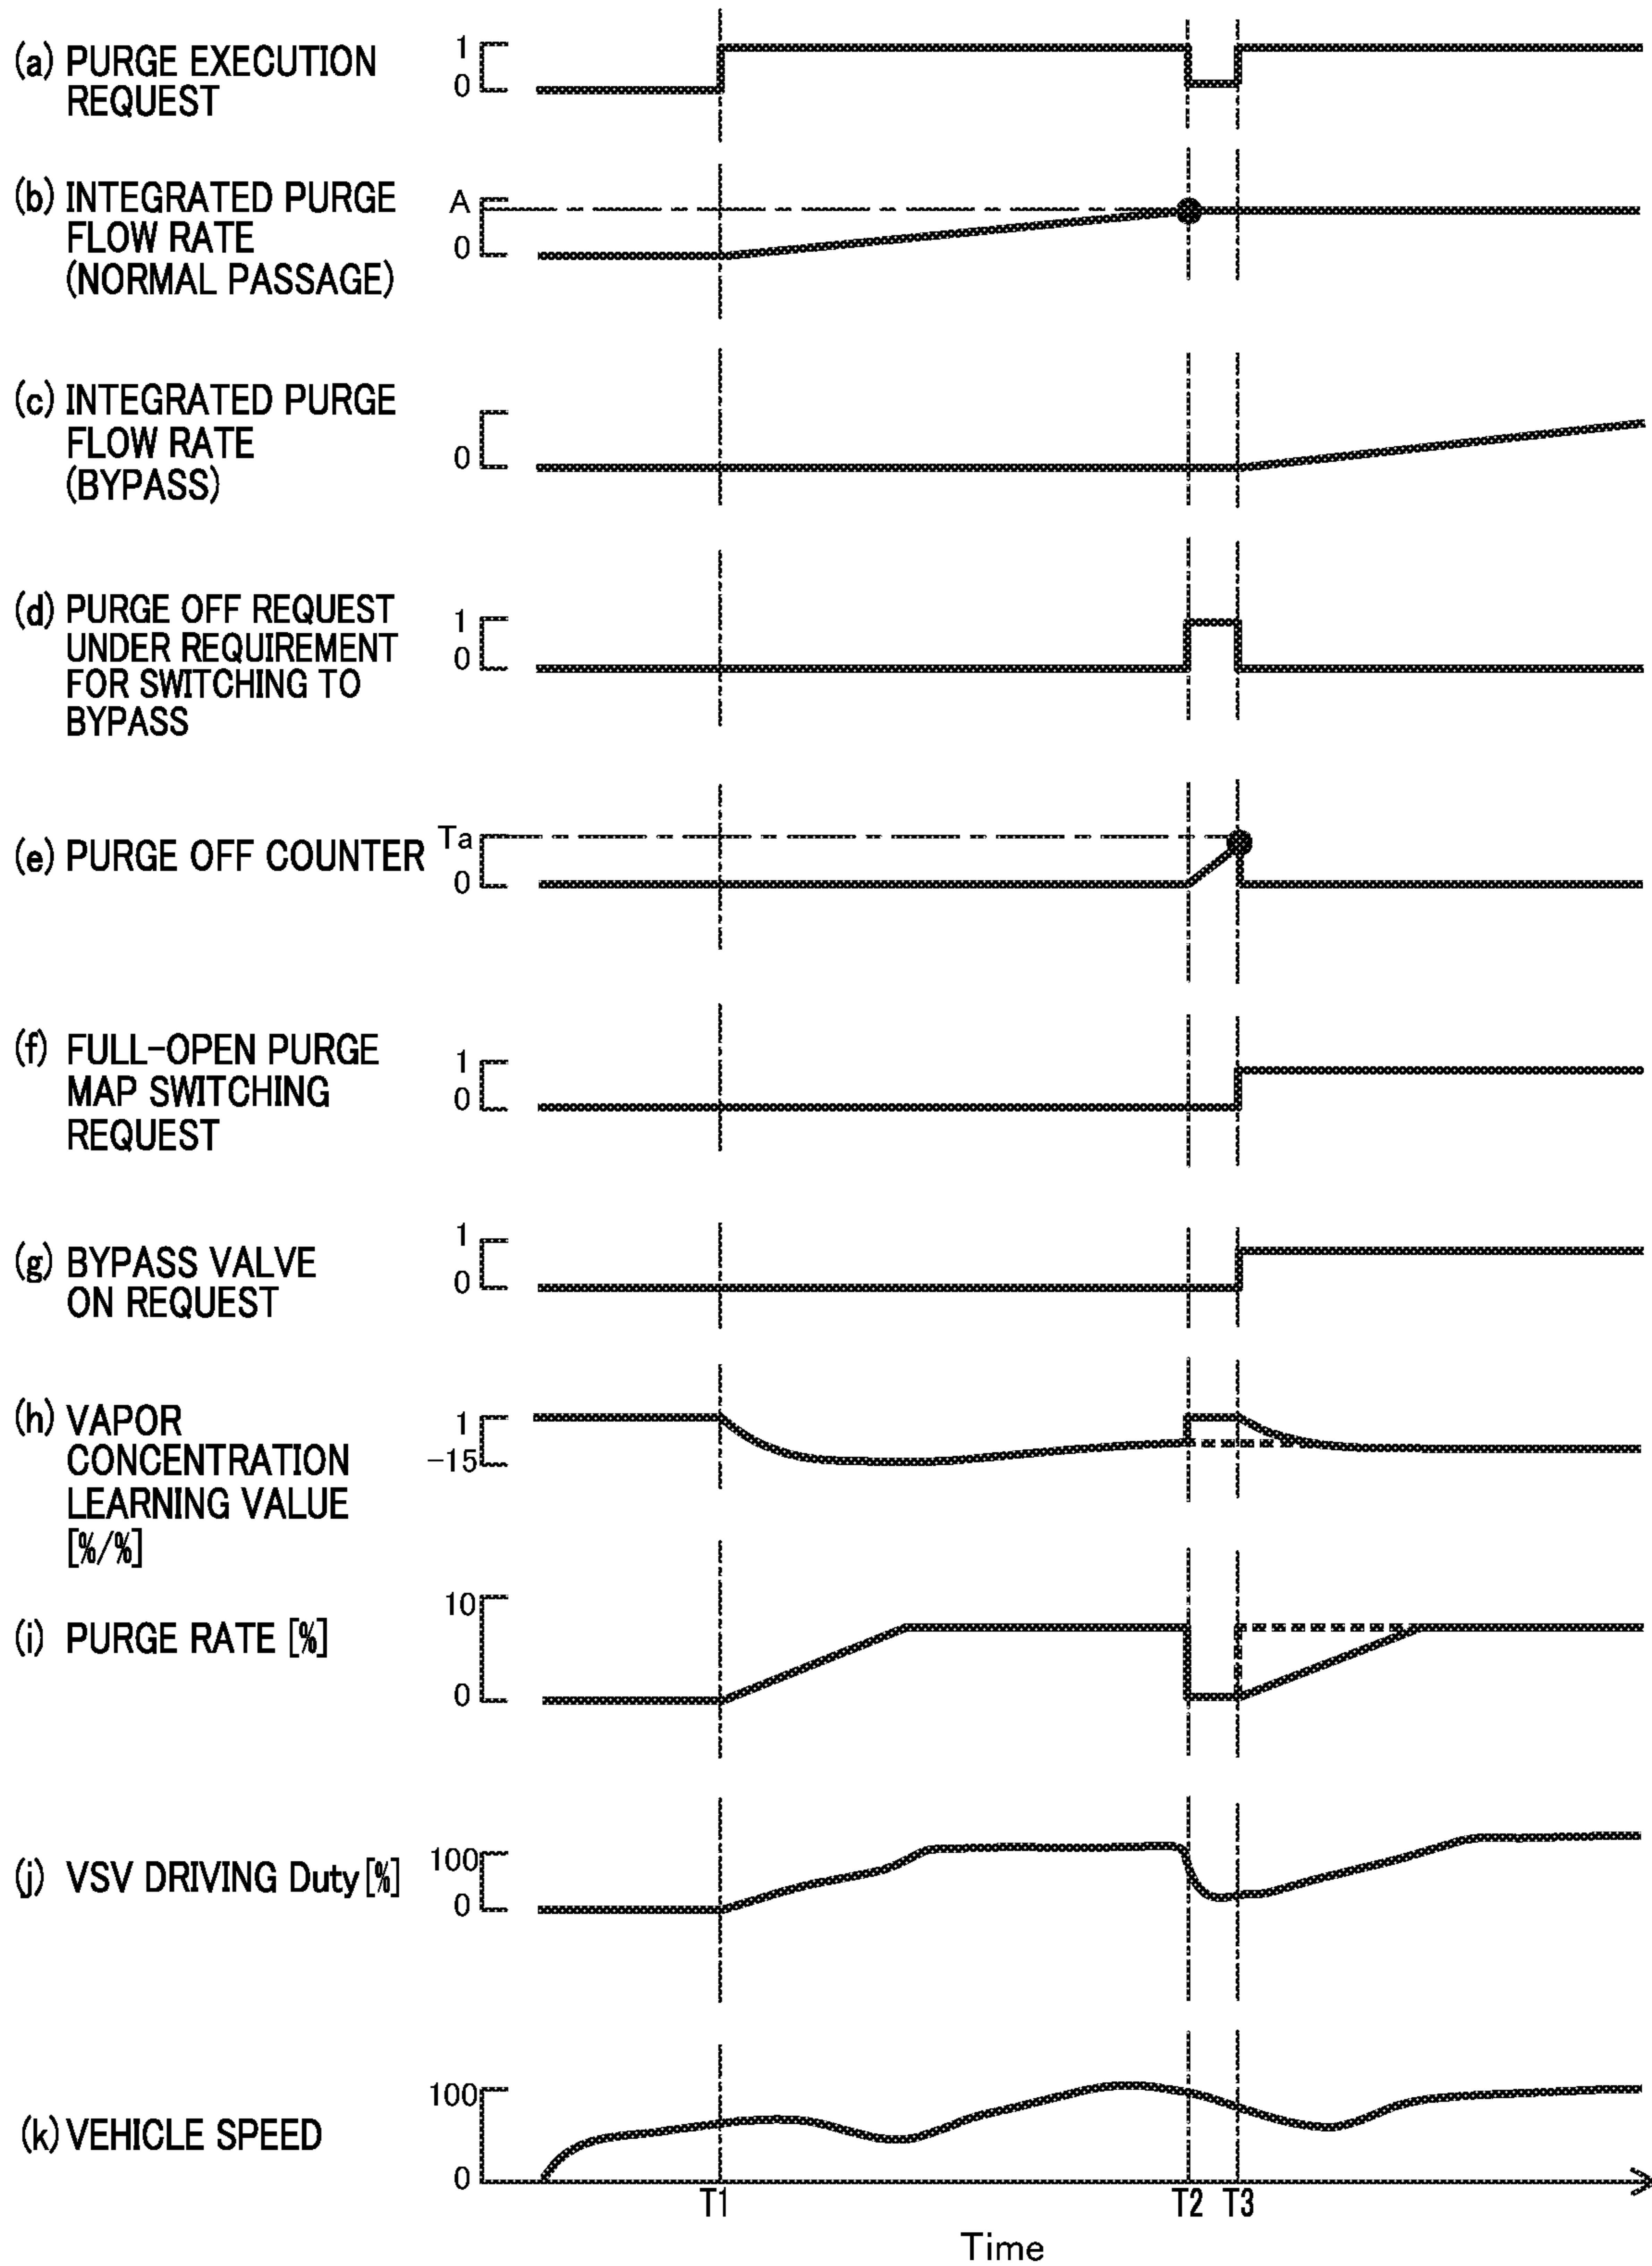 (a) PURGE EXECUTION
REQUEST
1
0
(b) INTEGRATED PURGE
FLOW RATE
(NORMAL PASSAGE)
A
0
(c) INTEGRATED PURGE
FLOW RATE
(BYPASS)
0
(d) PURGE OFF REQUEST
UNDER REQUIREMENT
FOR SWITCHING TO
BYPASS
1
0
(e) PURGE OFF COUNTER
Ta
0
(f) FULL-OPEN PURGE
MAP SWITCHING
REQUEST
1
0
(g) BYPASS VALVE
ON REQUEST
1
0
(h) VAPOR
CONCENTRATION
LEARNING VALUE
[%/%]
1
-15
(i) PURGE RATE [%]
10
0
(j) VSV DRIVING Duty[%]
100
0
(k) VEHICLE SPEED
100
0
T1 T2 T3
Time